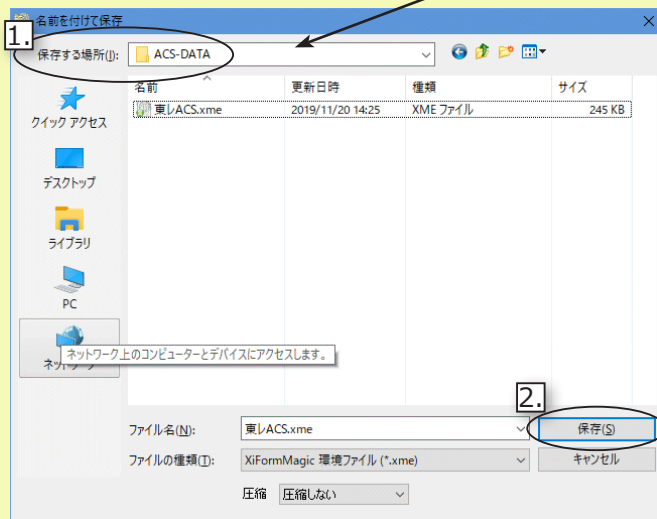 名前を付けて保存
1.
保存する場所(I): ACS-DATA
名前 更新日時 種類 サイズ
東レACS.xme 2019/11/20 14:25 XME ファイル 245 KB
クイック アクセス
デスクトップ
ライブラリ
PC
ネットワーク上のコンピューターとデバイスにアクセスします。
2.
ファイル名(N): 東レACS.xme 保存(S)
ファイルの種類(T): XiFormMagic 環境ファイル (*.xme) キャンセル
圧縮 圧縮しない